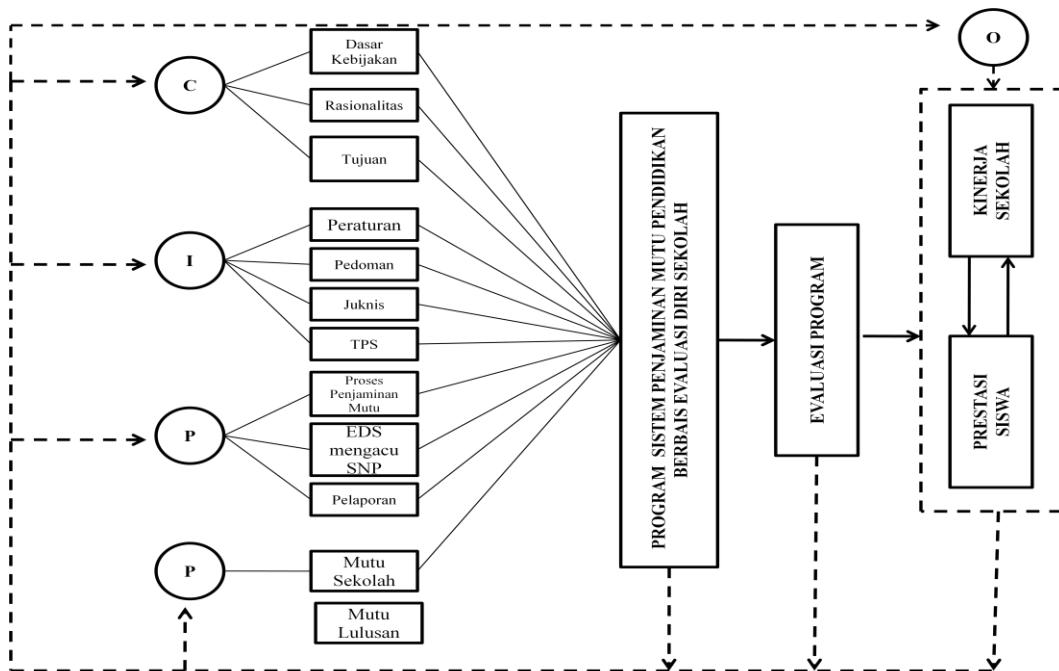 O
C
Dasar
Kebijakan
Rasionalitas
Tujuan
I
Peraturan
Pedoman
Juknis
TPS
P
Proses
Penjaminan
Mutu
EDS
mengacu
SNP
Pelaporan
P
Mutu
Sekolah
Mutu
Lulusan
PROGRAM SISTEM PENJAMINAN MUTU PENDIDIKAN
BERBAIS EVALUASI DIRI SEKOLAH
EVALUASI PROGRAM
KINERJA
SEKOLAH
PRESTASI
SISWA